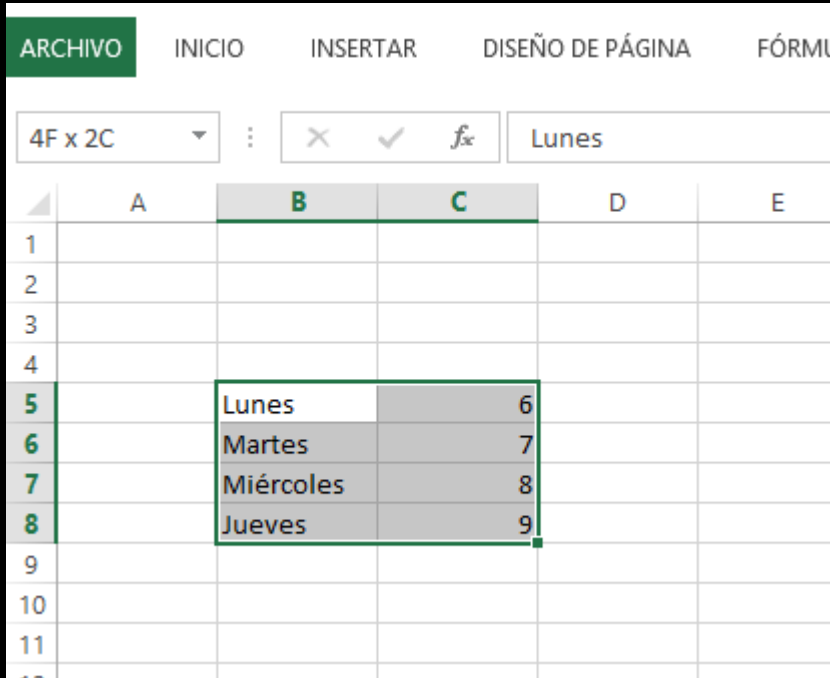 ARCHIVO INICIO INSERTAR DISEÑO DE PÁGINA
4F x 2C fx Lunes
A B C D E
1
2
3
4
5 Lunes 6
6 Martes 7
7 Miércoles 8
8 Jueves 9
9
10
11